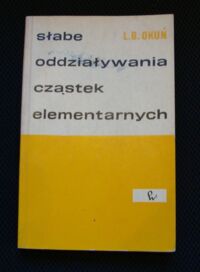 słabe L.B. OKUŃ
oddziaływania
cząstek
elementarnych